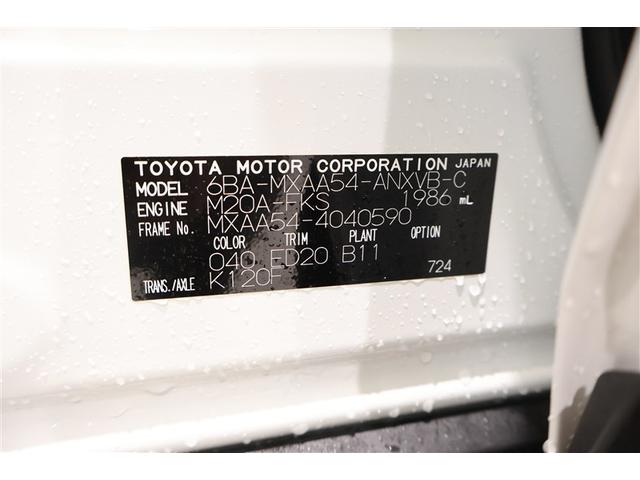 TOYOTA MOTOR CORPORATION JAPAN
MODEL 6BA-MXAA54-ANXVB-C
ENGINE M20A-FKS 1986 mL
FRAME No. MXAA54-4040590
COLOR TRIM PLANT OPTION
040 ED20 B11
TRANS./AXLE K120F 724